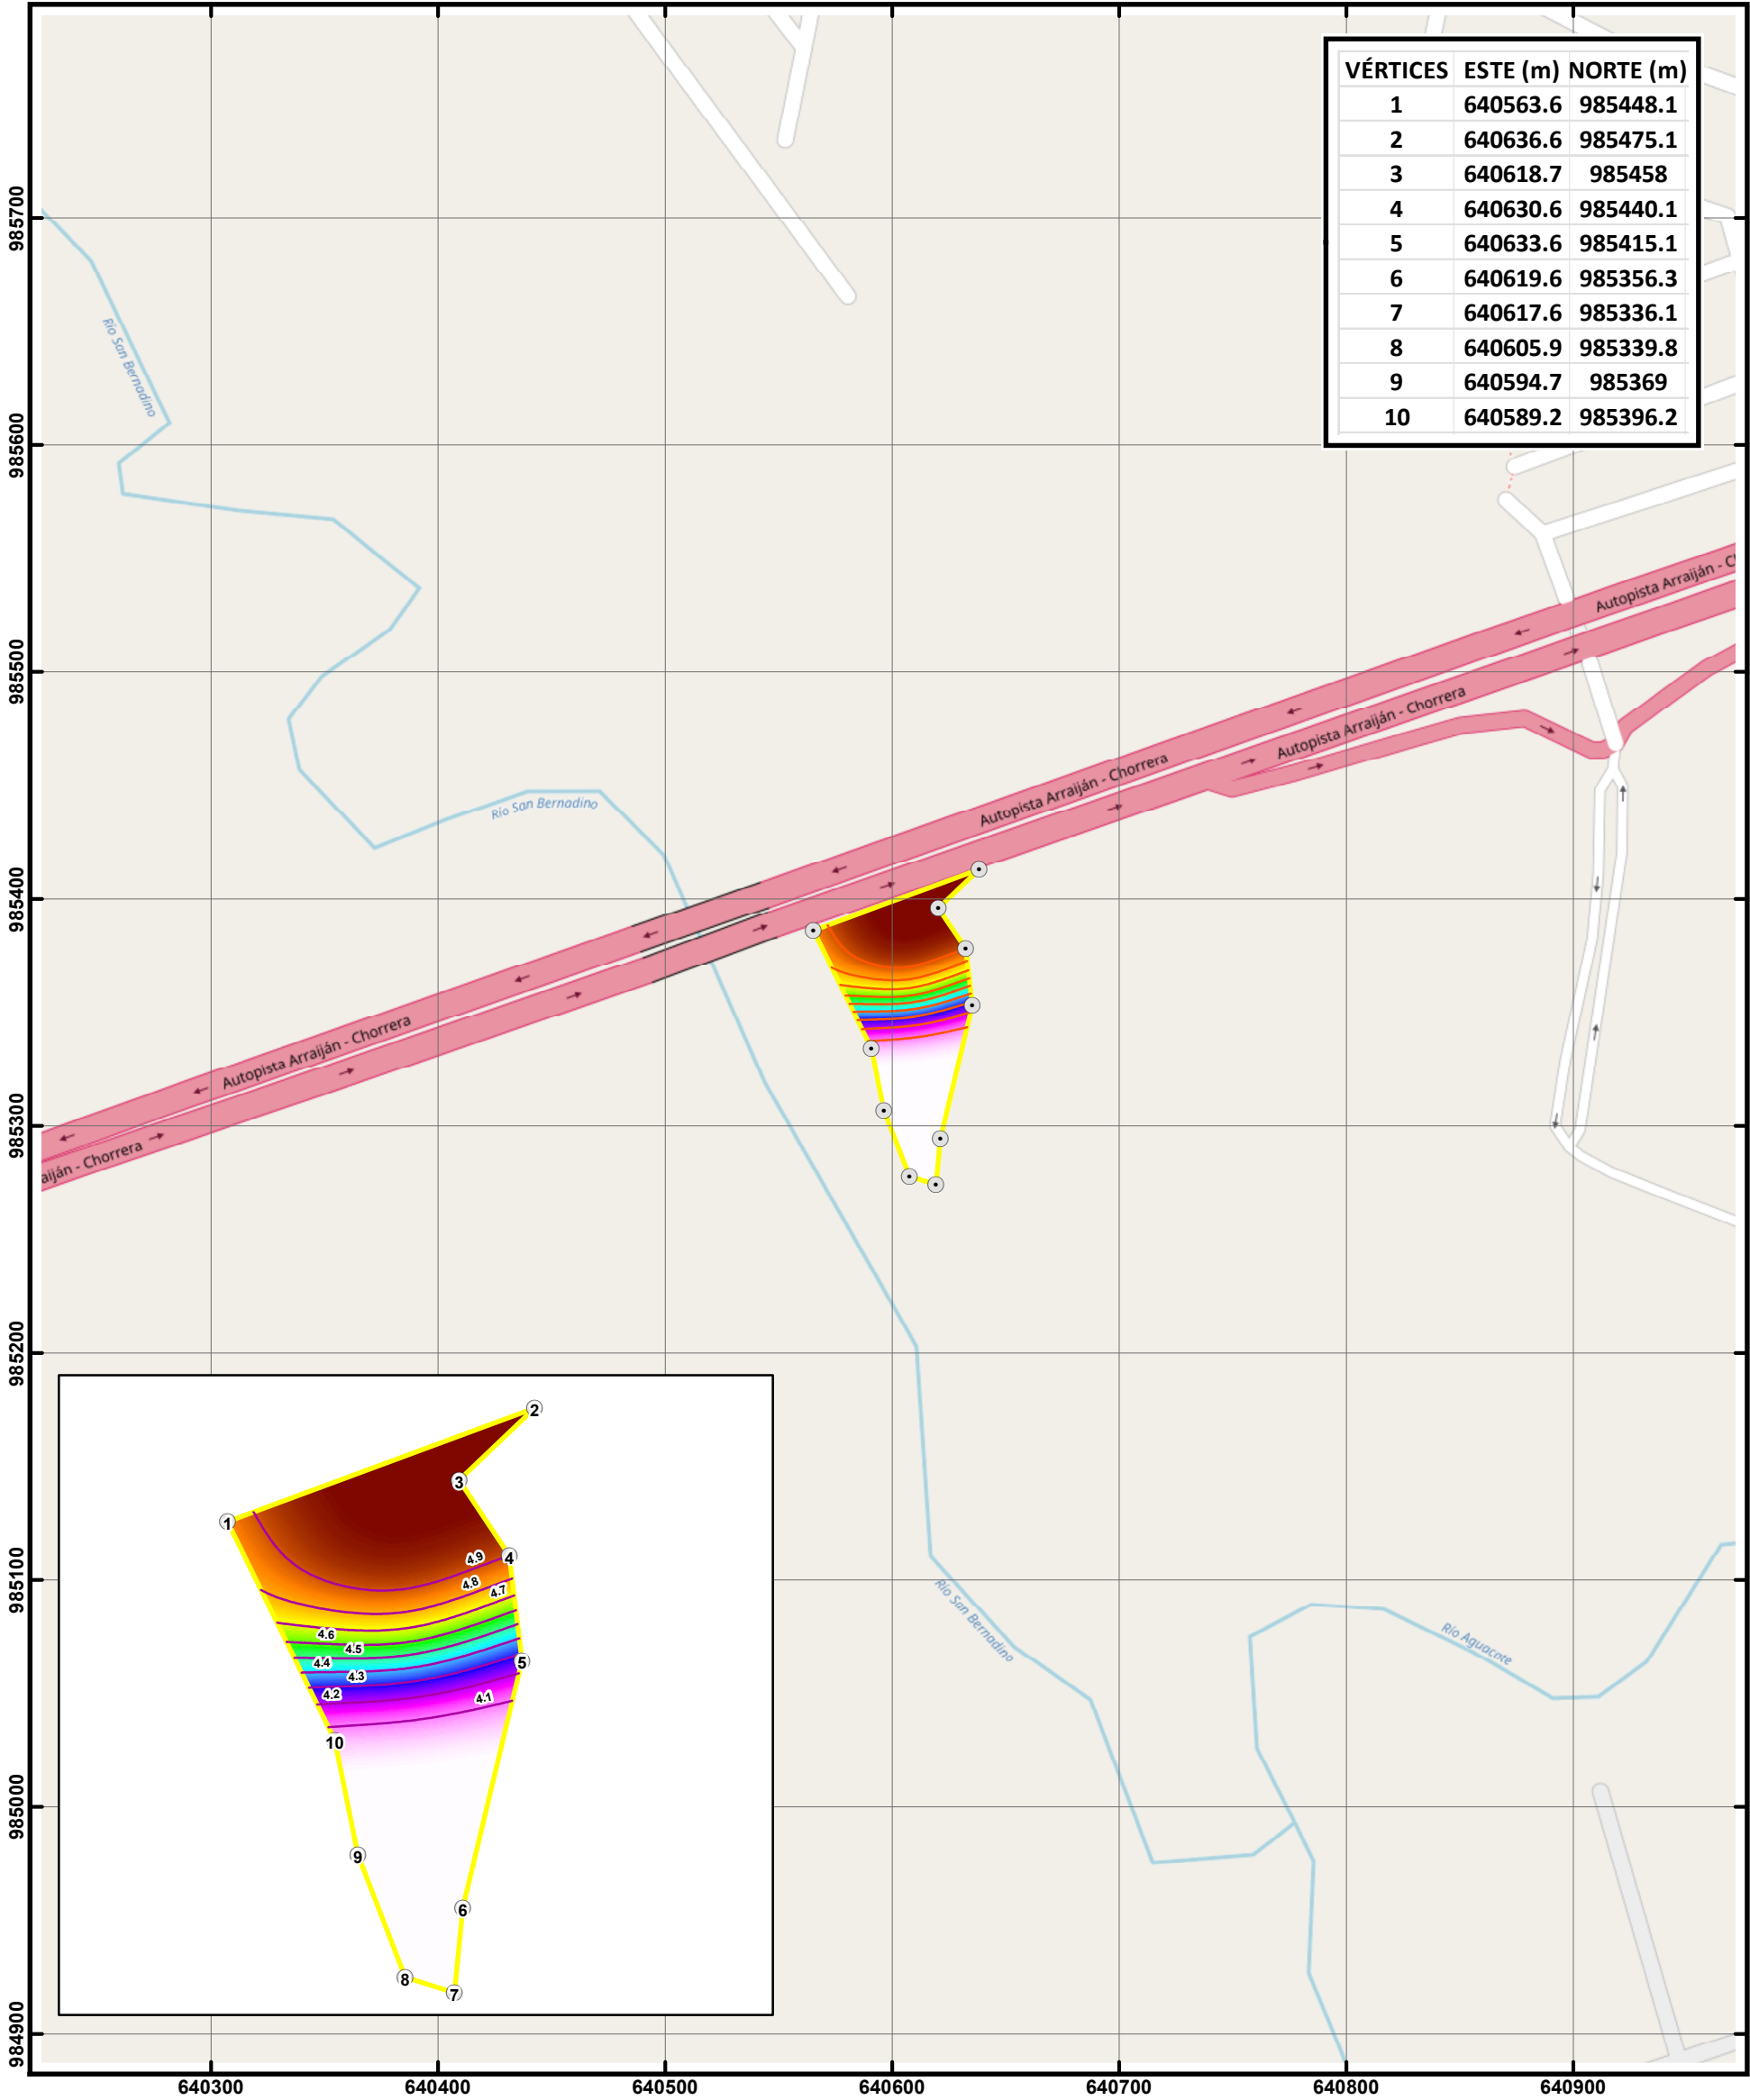 VÉRTICES ESTE (m) NORTE (m)
1 640563.6 985448.1
2 640636.6 985475.1
3 640618.7 985458
4 640630.6 985440.1
5 640633.6 985415.1
6 640619.6 985356.3
7 640617.6 985336.1
8 640605.9 985339.8
9 640594.7 985369
10 640589.2 985396.2
985700
985600
985500
985400
985300
985200
985100
985000
984900
Río San Bernadino
Río San Bernadino
Autopista Arraiján - C
Autopista Arraiján - Chorrera
Autopista Arraiján - Chorrera
Autopista Arraiján - Chorrera
aiján - Chorrera
Río San Bernadino
Río Aguacate
2
3
1
4
4.9
4.8
4.7
4.6
4.5
4.4
4.3
4.2
4.1
5
10
9
6
8
7
640300 640400 640500 640600 640700 640800 640900